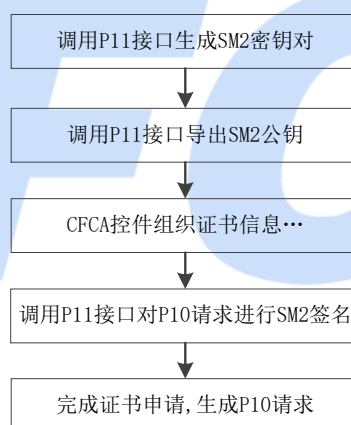 调用P11接口生成SM2密钥对
调用P11接口导出SM2公钥
CFCA控件组织证书信息…
调用P11接口对P10请求进行SM2签名
完成证书申请,生成P10请求